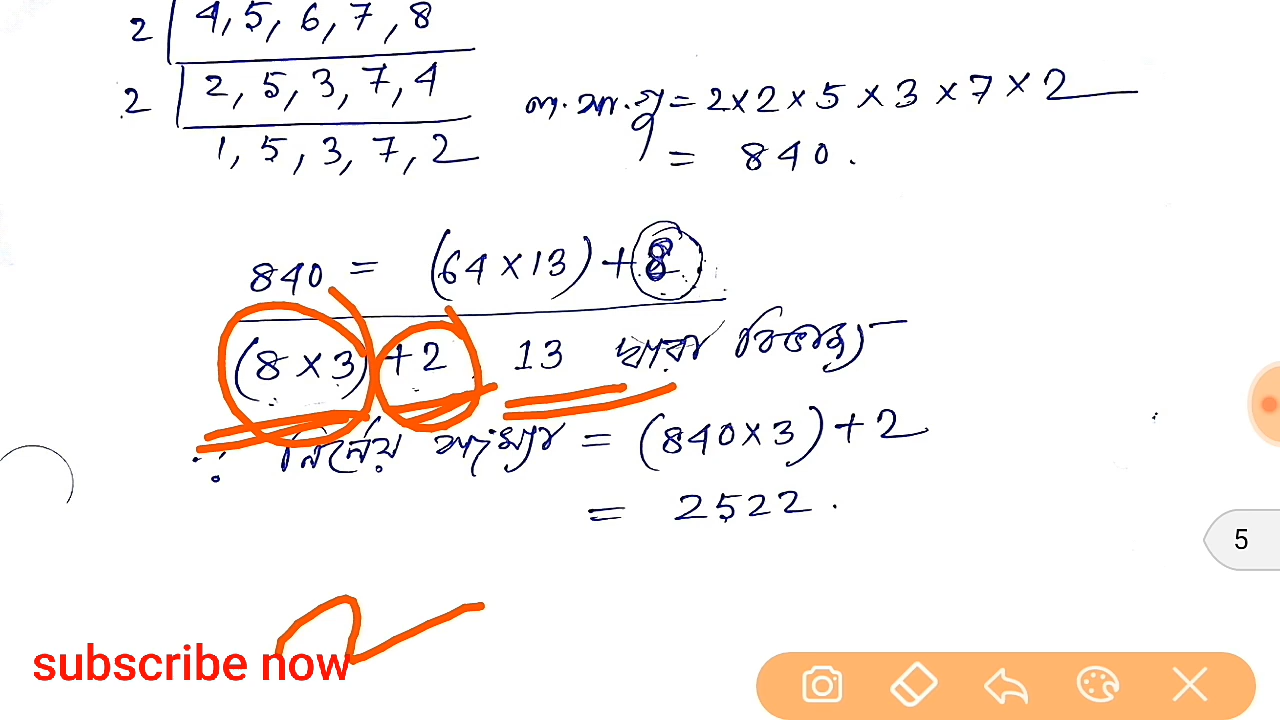 2 | 4, 5, 6, 7, 8
2 | 2, 5, 3, 7, 4
1, 5, 3, 7, 2
ল.সা.গু = 2 × 2 × 5 × 3 × 7 × 2
= 840.
840 = (64 × 13) + 8
(8 × 3) + 2 13 দ্বারা বিভাজ্য
∴ নির্ণেয় সংখ্যা = (840 × 3) + 2
= 2522.
5
subscribe now